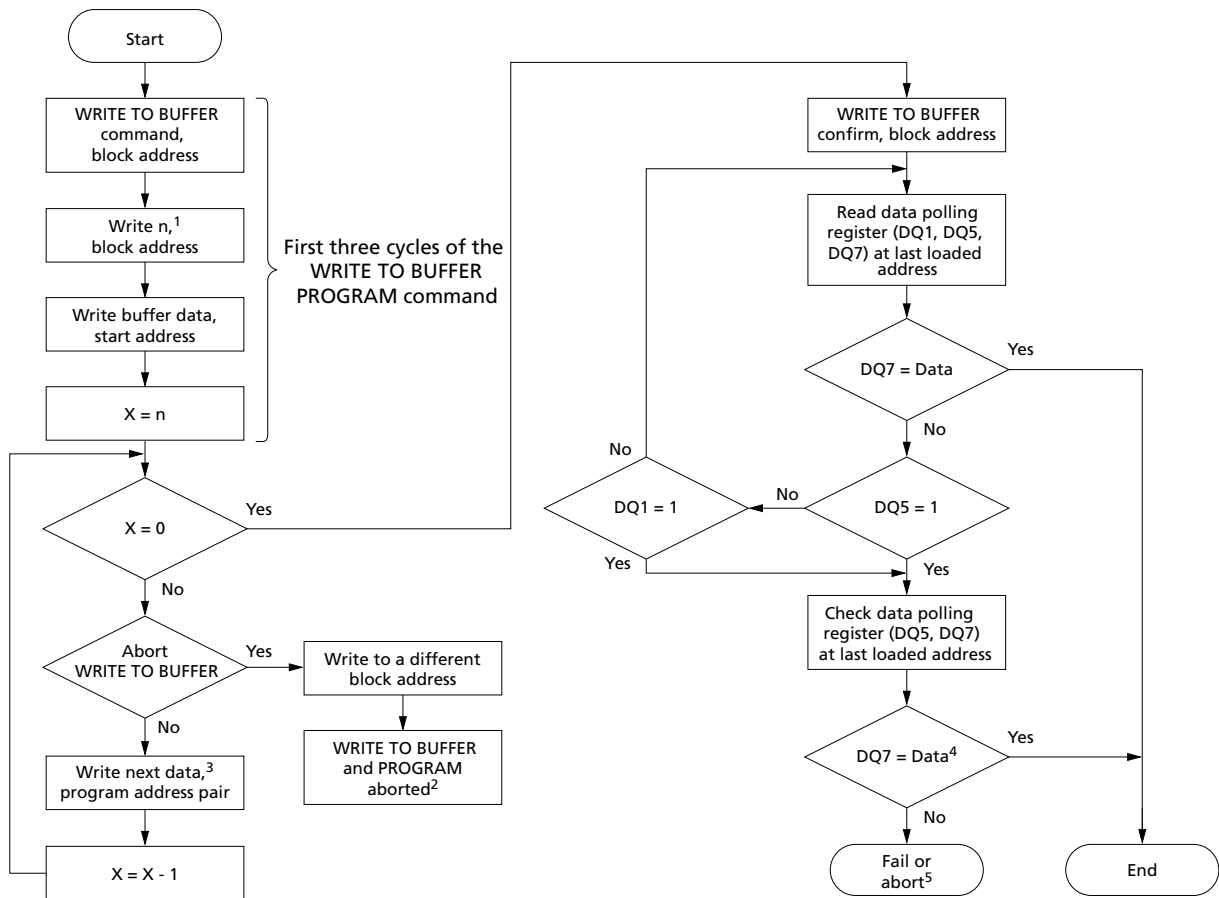 Start
WRITE TO BUFFER
command,
block address
Write n,¹
block address
Write buffer data,
start address
X = n
First three cycles of the
WRITE TO BUFFER
PROGRAM command
X = 0
Yes
No
Abort
WRITE TO BUFFER
Yes
No
Write to a different
block address
WRITE TO BUFFER
and PROGRAM
aborted²
Write next data,³
program address pair
X = X - 1
WRITE TO BUFFER
confirm, block address
Read data polling
register (DQ1, DQ5,
DQ7) at last loaded
address
DQ7 = Data
Yes
No
DQ5 = 1
No
Yes
DQ1 = 1
No
Yes
Check data polling
register (DQ5, DQ7)
at last loaded address
DQ7 = Data⁴
Yes
No
Fail or
abort⁵
End